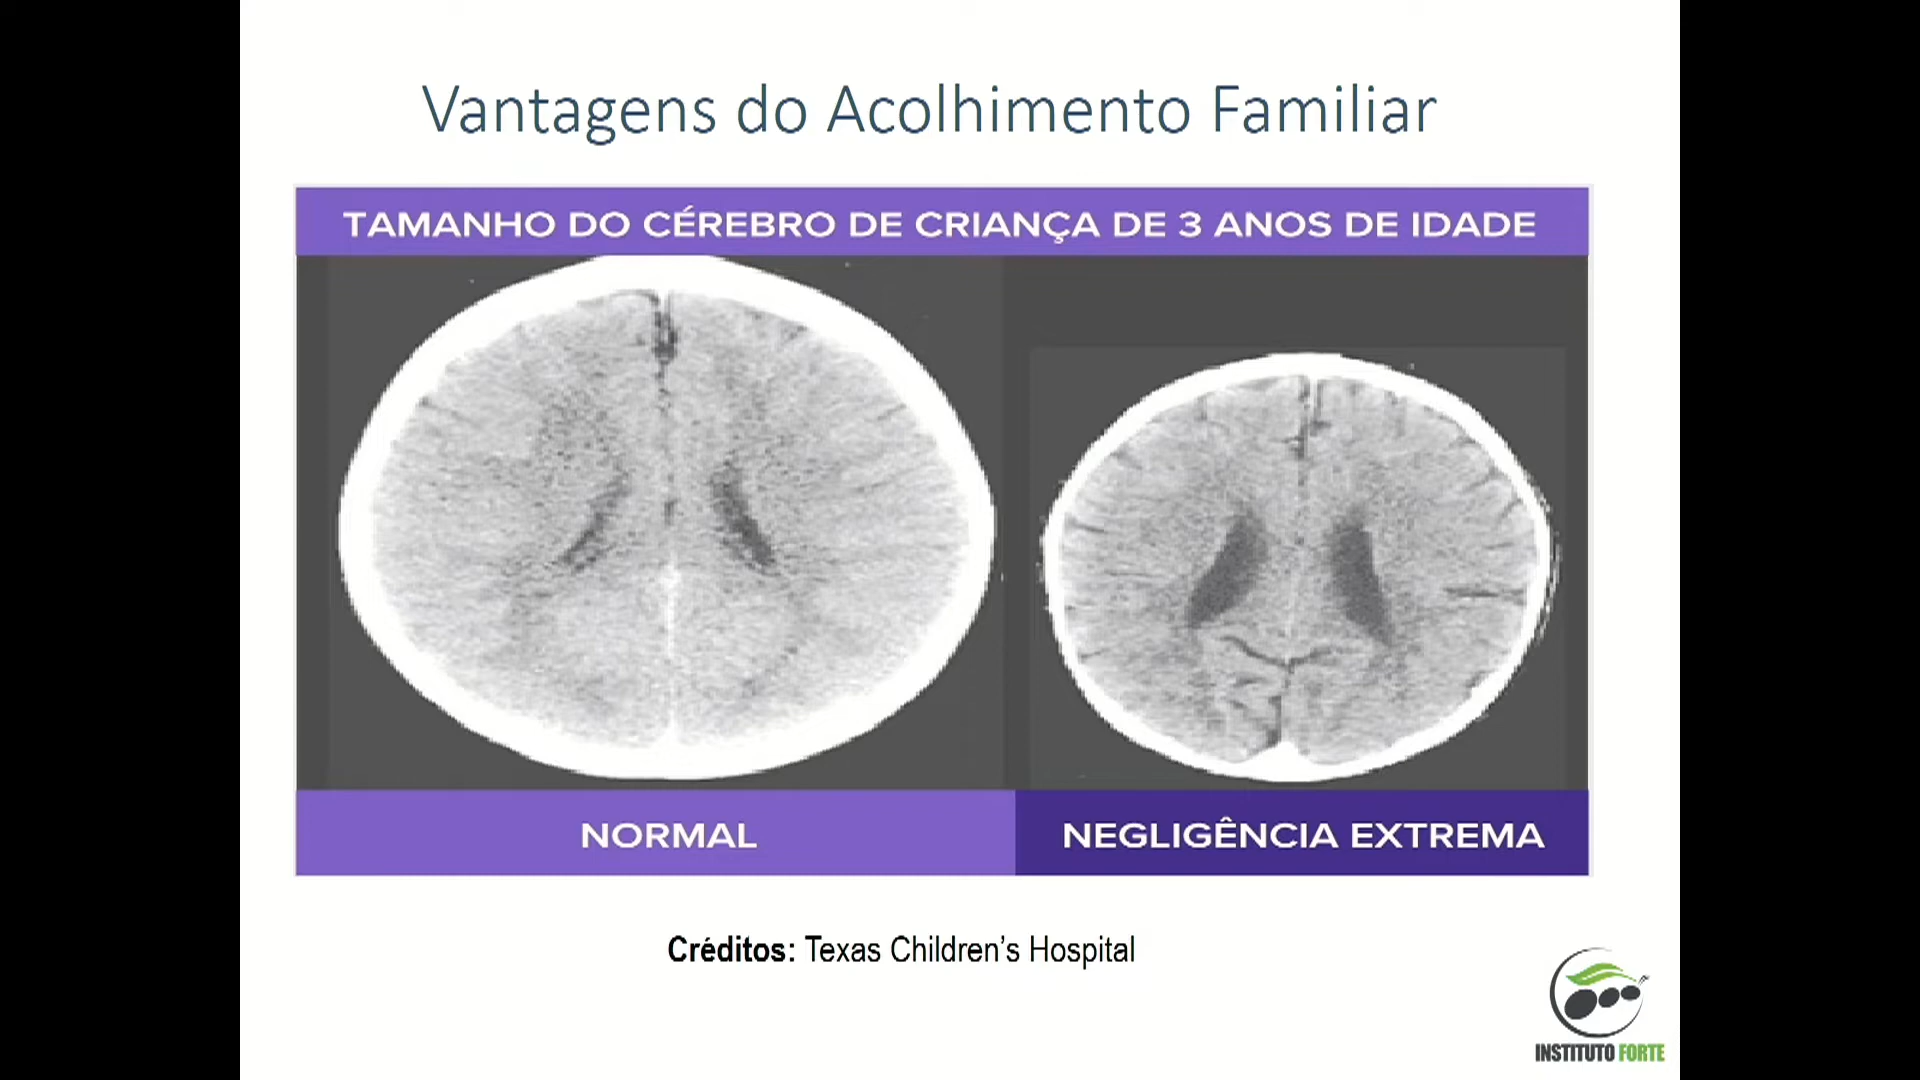 Vantagens do Acolhimento Familiar
TAMANHO DO CÉREBRO DE CRIANÇA DE 3 ANOS DE IDADE
NORMAL
NEGLIGÊNCIA EXTREMA
Créditos: Texas Children's Hospital
INSTITUTO FORTE